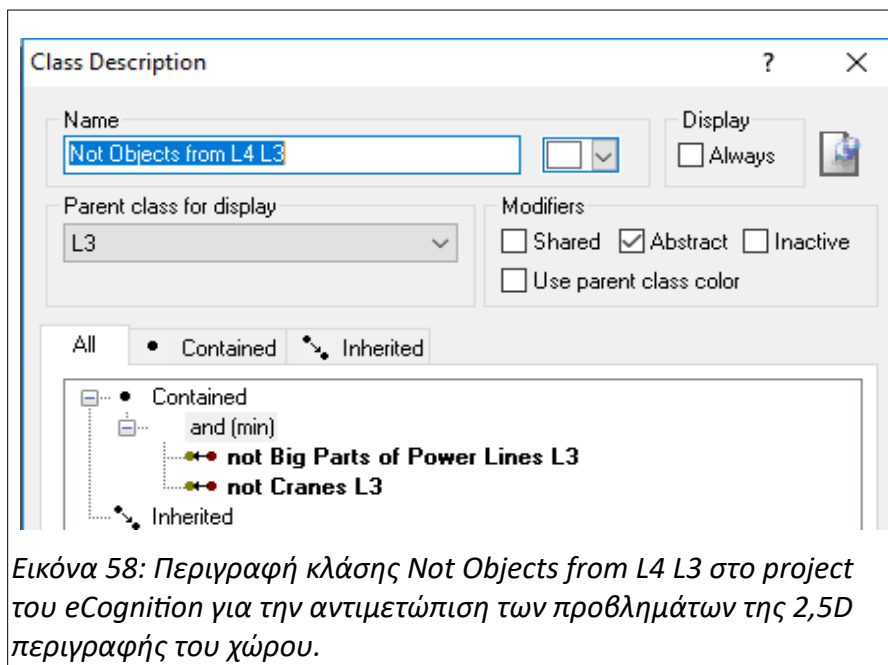 Class Description ?
Name
Not Objects from L4 L3
Display
Always
Parent class for display
L3
Modifiers
Shared Abstract Inactive
Use parent class color
All Contained Inherited
Contained
and (min)
not Big Parts of Power Lines L3
not Cranes L3
Inherited
Εικόνα 58: Περιγραφή κλάσης Not Objects from L4 L3 στο project
του eCognition για την αντιμετώπιση των προβλημάτων της 2,5D
περιγραφής του χώρου.